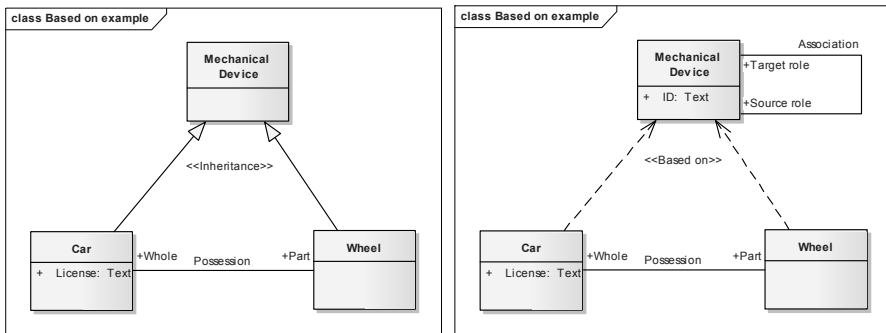 class Based on example
Mechanical
Device
<<Inheritance>>
Car
+ License: Text
+Whole
Possession
+Part
Wheel
class Based on example
Mechanical
Device
+ ID: Text
Association
+Target role
+Source role
<<Based on>>
Car
+ License: Text
+Whole
Possession
+Part
Wheel